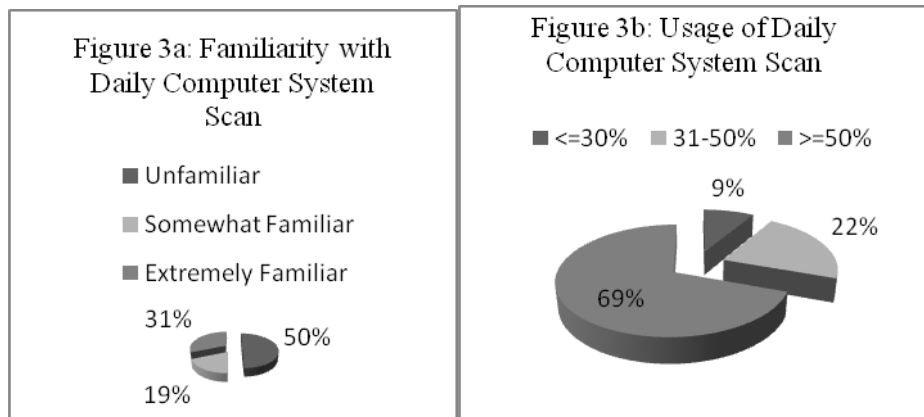 Figure 3a: Familiarity with
Daily Computer System
Scan
Unfamiliar
Somewhat Familiar
Extremely Familiar
31%
50%
19%
Figure 3b: Usage of Daily
Computer System Scan
<=30% 31-50% >=50%
9%
22%
69%